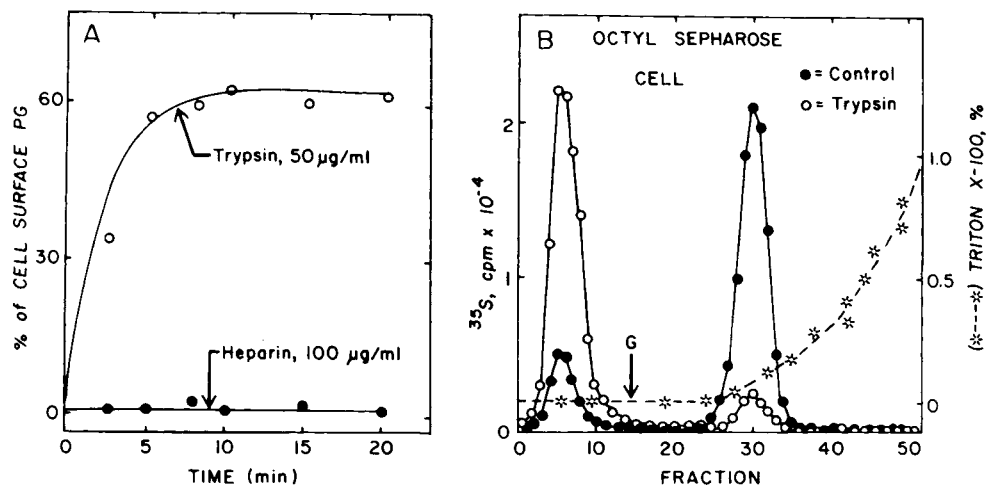 A
% of CELL SURFACE PG
60
30
0
Trypsin, 50 μg/ml
Heparin, 100 μg/ml
0 5 10 15 20
TIME (min)
B
OCTYL SEPHAROSE
CELL
● = Control
○ = Trypsin
35S, cpm x 10-4
2
1
0
G
1.0
0.5
0
(☼----☼) TRITON X-100, %
0 10 20 30 40 50
FRACTION